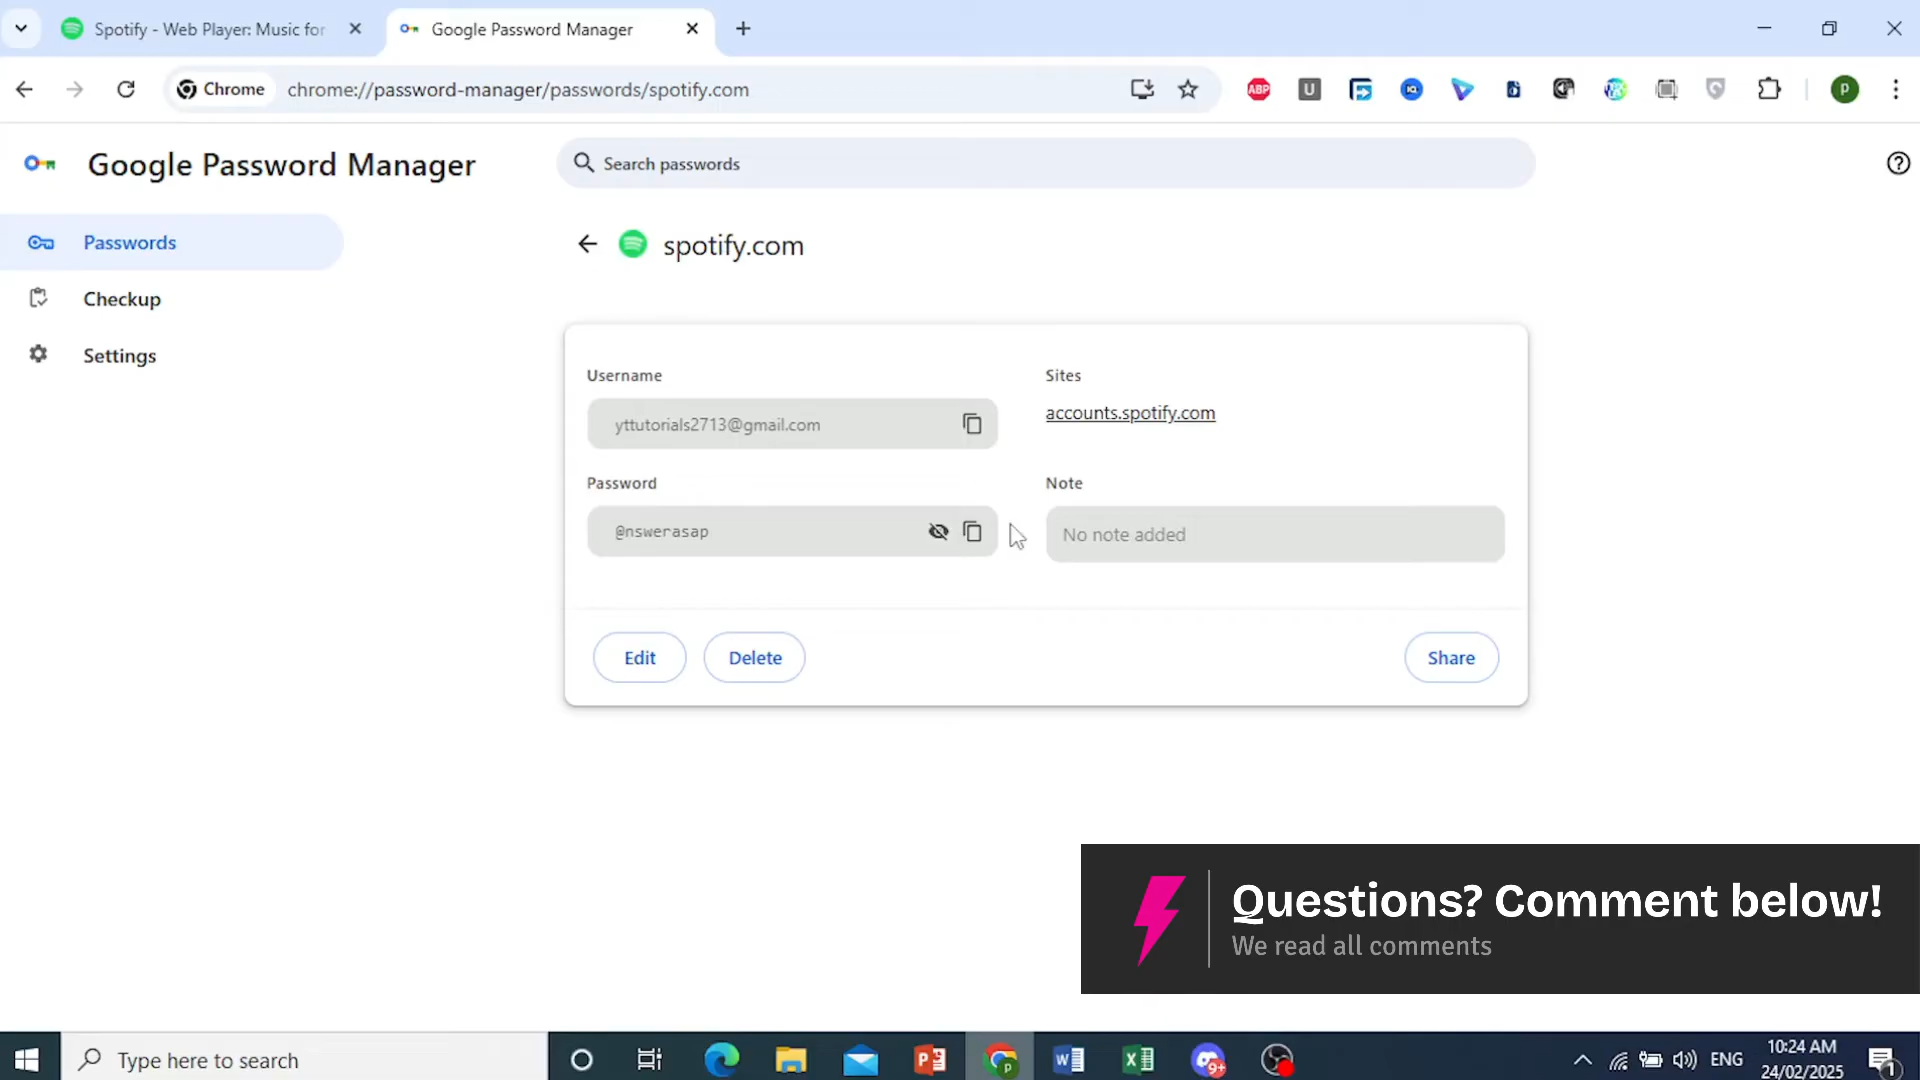 Spotify - Web Player: Music for
Google Password Manager
Chrome
chrome://password-manager/passwords/spotify.com
ABP
U
P
Google Password Manager
Search passwords
Passwords
Checkup
Settings
spotify.com
Username
yttutorials2713@gmail.com
Sites
accounts.spotify.com
Password
@nswerasap
Note
No note added
Edit
Delete
Share
Questions? Comment below!
We read all comments
Type here to search
9+
ENG
10:24 AM
24/02/2025
1